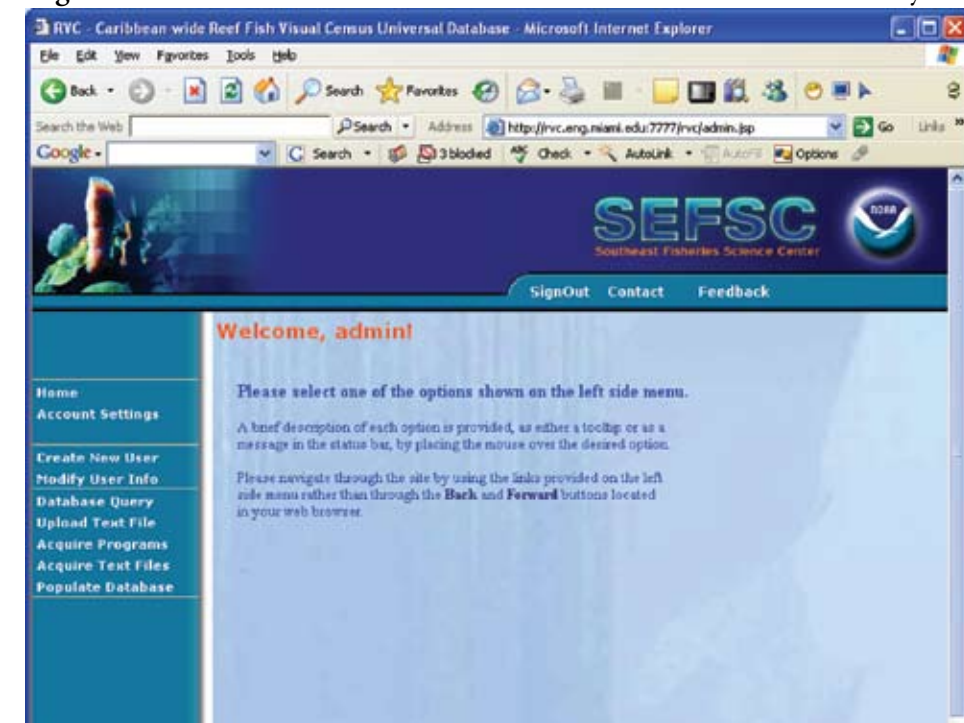 RVC - Caribbean wide Reef Fish Visual Census Universal Database - Microsoft Internet Explorer
File Edit View Favorites Tools Help
Back Search Favorites
Search the Web Search Address http://rvc.eng.miami.edu:7777/rvc/admin.jsp Go Links »
Google Search 3 blocked Check AutoLink AutoFill Options
SEFSC
Southeast Fisheries Science Center
NOAA
SignOut Contact Feedback
Welcome, admin!
Home
Account Settings
Create New User
Modify User Info
Database Query
Upload Text File
Acquire Programs
Acquire Text Files
Populate Database
Please select one of the options shown on the left side menu.
A brief description of each option is provided, as either a tooltip or as a
message in the status bar, by placing the mouse over the desired option.
Please navigate through the site by using the links provided on the left
side menu rather than through the Back and Forward buttons located
in your web browser.